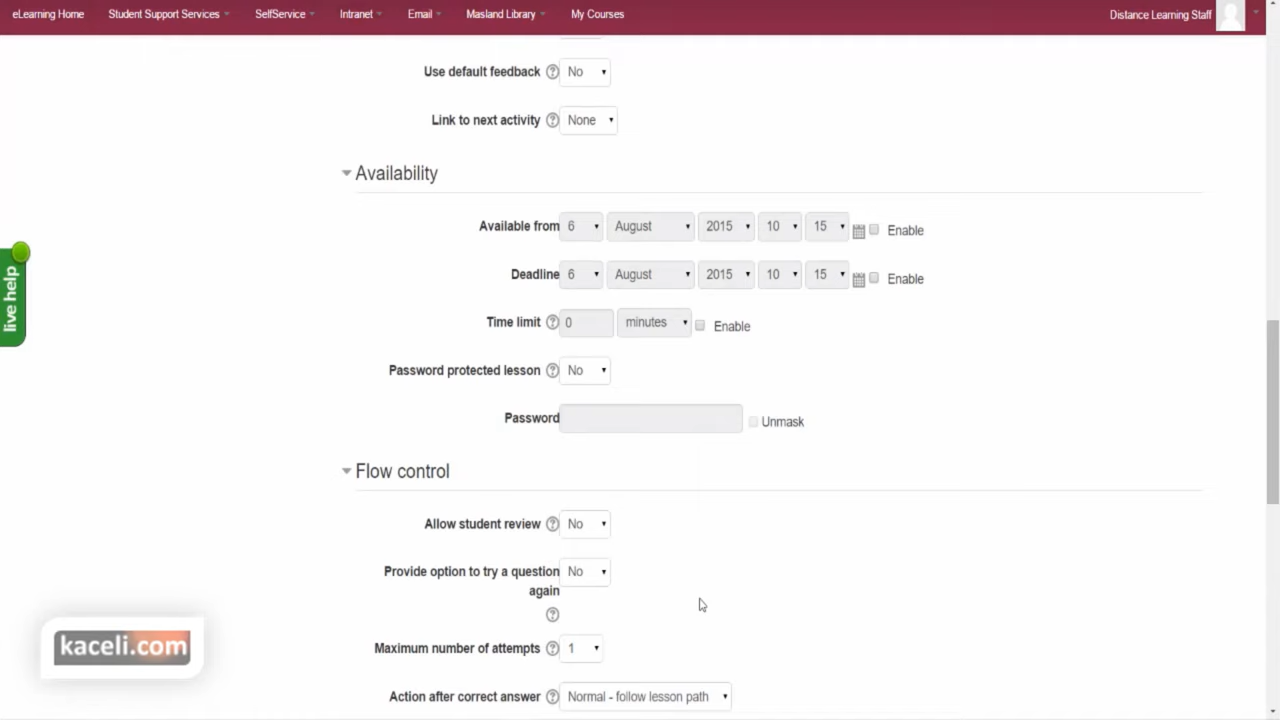 eLearning Home Student Support Services SelfService Intranet Email Masland Library My Courses Distance Learning Staff
Use default feedback No
Link to next activity None
Availability
Available from 6 August 2015 10 15 Enable
Deadline 6 August 2015 10 15 Enable
live help
Time limit 0 minutes Enable
Password protected lesson No
Password Unmask
Flow control
Allow student review No
Provide option to try a question No
again
kaceli.com
Maximum number of attempts 1
Action after correct answer Normal - follow lesson path